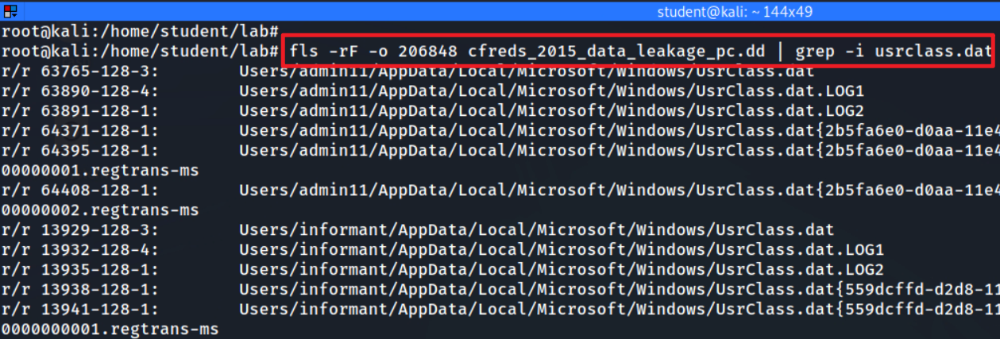 student@kali: ~ 144x49
root@kali:/home/student/lab#
root@kali:/home/student/lab# fls -rF -o 206848 cfreds_2015_data_leakage_pc.dd | grep -i usrclass.dat
r/r 63765-128-3: Users/admin11/AppData/Local/Microsoft/Windows/UsrClass.dat
r/r 63890-128-4: Users/admin11/AppData/Local/Microsoft/Windows/UsrClass.dat.LOG1
r/r 63891-128-1: Users/admin11/AppData/Local/Microsoft/Windows/UsrClass.dat.LOG2
r/r 64371-128-1: Users/admin11/AppData/Local/Microsoft/Windows/UsrClass.dat{2b5fa6e0-d0aa-11e4
r/r 64395-128-1: Users/admin11/AppData/Local/Microsoft/Windows/UsrClass.dat{2b5fa6e0-d0aa-11e4
00000001.regtrans-ms
r/r 64408-128-1: Users/admin11/AppData/Local/Microsoft/Windows/UsrClass.dat{2b5fa6e0-d0aa-11e4
00000002.regtrans-ms
r/r 13929-128-3: Users/informant/AppData/Local/Microsoft/Windows/UsrClass.dat
r/r 13932-128-4: Users/informant/AppData/Local/Microsoft/Windows/UsrClass.dat.LOG1
r/r 13935-128-1: Users/informant/AppData/Local/Microsoft/Windows/UsrClass.dat.LOG2
r/r 13938-128-1: Users/informant/AppData/Local/Microsoft/Windows/UsrClass.dat{559dcffd-d2d8-11
r/r 13941-128-1: Users/informant/AppData/Local/Microsoft/Windows/UsrClass.dat{559dcffd-d2d8-11
0000000001.regtrans-ms